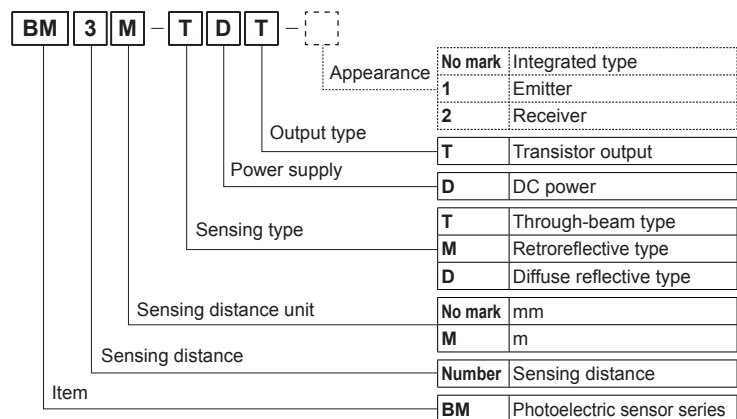 BM 3 M - T D T -
Appearance
No mark Integrated type
1 Emitter
2 Receiver
Output type
T Transistor output
Power supply
D DC power
Sensing type
T Through-beam type
M Retroreflective type
D Diffuse reflective type
Sensing distance unit
No mark mm
M m
Sensing distance
Number Sensing distance
Item
BM Photoelectric sensor series